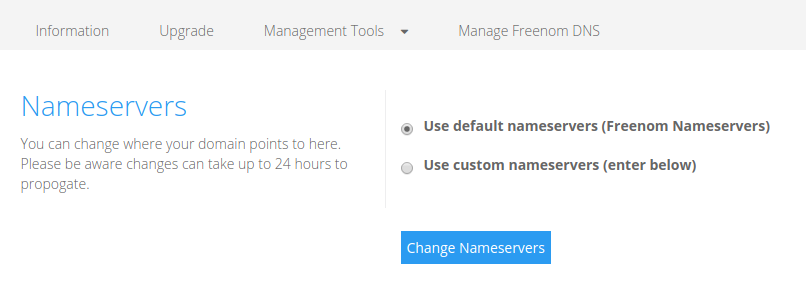 Information Upgrade Management Tools Manage Freenom DNS
Nameservers
You can change where your domain points to here.
Please be aware changes can take up to 24 hours to
propogate.
Use default nameservers (Freenom Nameservers)
Use custom nameservers (enter below)
Change Nameservers